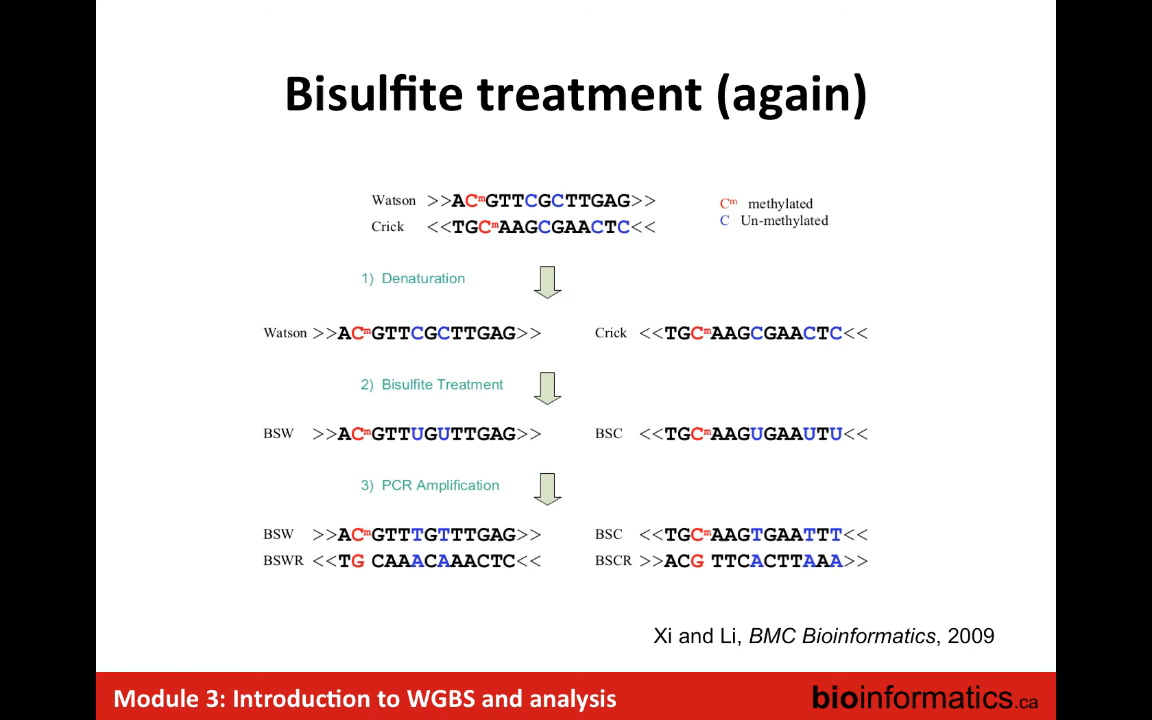 Bisulfite treatment (again)
Watson >>ACmGTTCGCTTGAG>>
Crick <<TGCmAAGCGAACTC<<
Cm methylated
C Un-methylated
1) Denaturation
Watson >>ACmGTTCGCTTGAG>> Crick <<TGCmAAGCGAACTC<<
2) Bisulfite Treatment
BSW >>ACmGTTUGUTTGAG>> BSC <<TGCmAAGUGAAUTU<<
3) PCR Amplification
BSW >>ACmGTTTGTTTGAG>> BSC <<TGCmAAGTGAATTT<<
BSWR <<TG CAAACAAACTC<< BSCR >>ACG TTCACTTAAA>>
Xi and Li, BMC Bioinformatics, 2009
Module 3: Introduction to WGBS and analysis
bioinformatics.ca